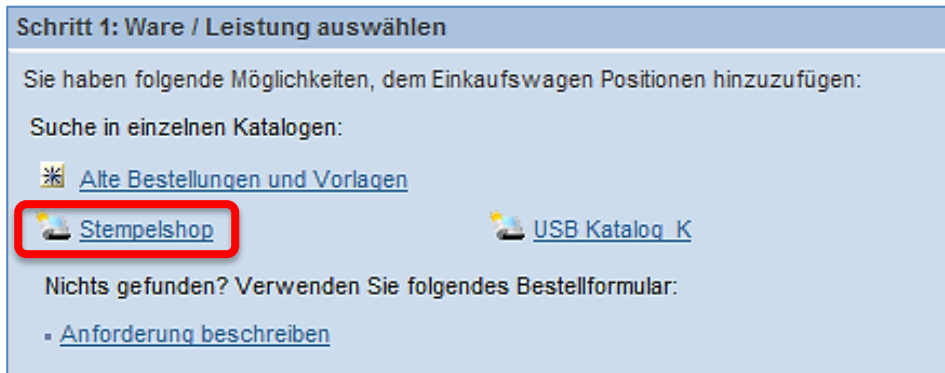 Schritt 1: Ware / Leistung auswählen
Sie haben folgende Möglichkeiten, dem Einkaufswagen Positionen hinzuzufügen:
Suche in einzelnen Katalogen:
Alte Bestellungen und Vorlagen
Stempelshop USB Katalog_K
Nichts gefunden? Verwenden Sie folgendes Bestellformular:
Anforderung beschreiben